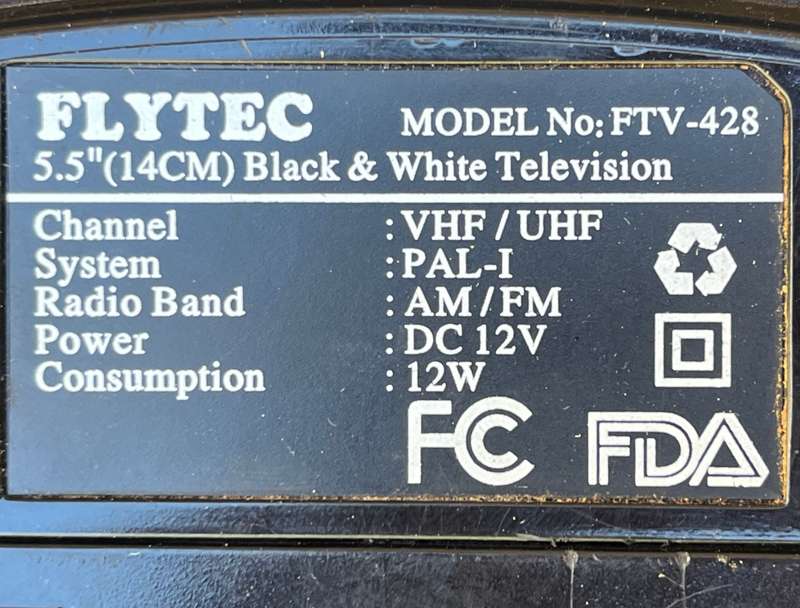 FLYTEC MODEL No: FTV-428
5.5"(14CM) Black & White Television
Channel : VHF / UHF
System : PAL-I
Radio Band : AM / FM
Power : DC 12V
Consumption : 12W
FC FDA